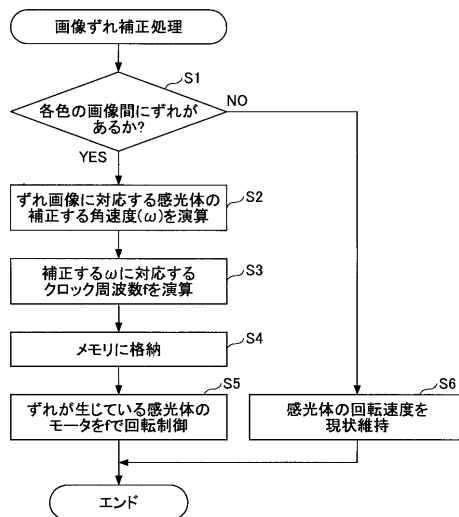 画像ずれ補正処理
S1
各色の画像間にずれが
あるか?
NO
YES
S2
ずれ画像に対応する感光体の
補正する角速度(ω)を演算
S3
補正するωに対応する
クロック周波数fを演算
S4
メモリに格納
S5
ずれが生じている感光体の
モータをfで回転制御
S6
感光体の回転速度を
現状維持
エンド